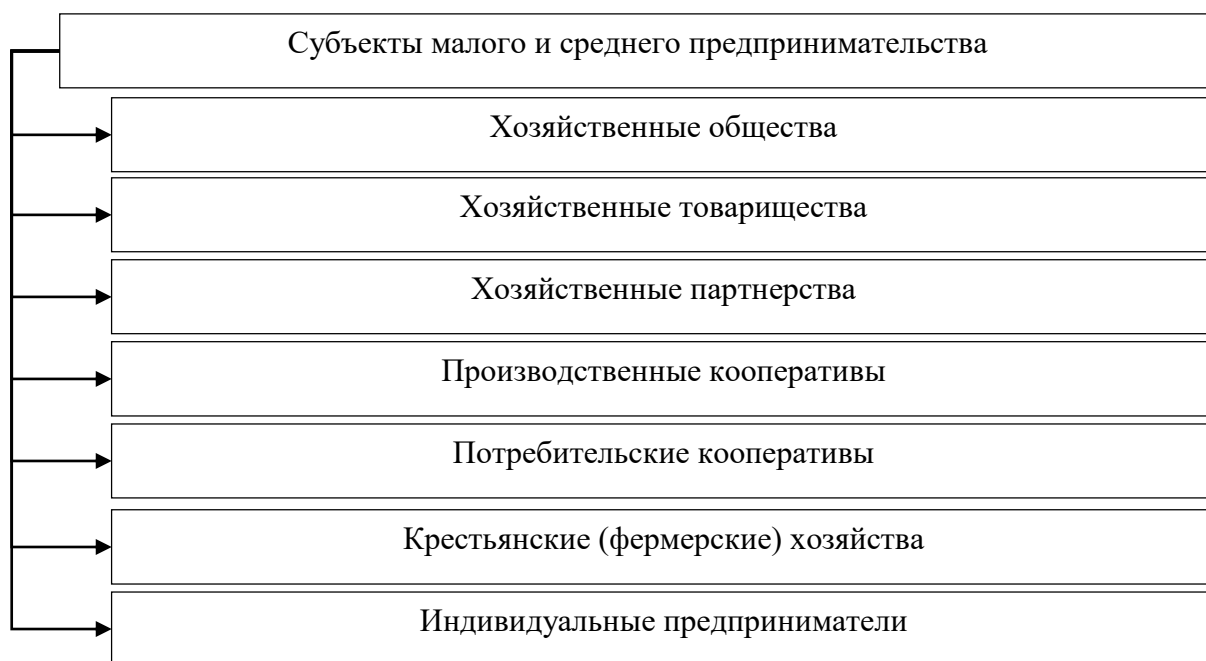 Субъекты малого и среднего предпринимательства
Хозяйственные общества
Хозяйственные товарищества
Хозяйственные партнерства
Производственные кооперативы
Потребительские кооперативы
Крестьянские (фермерские) хозяйства
Индивидуальные предприниматели